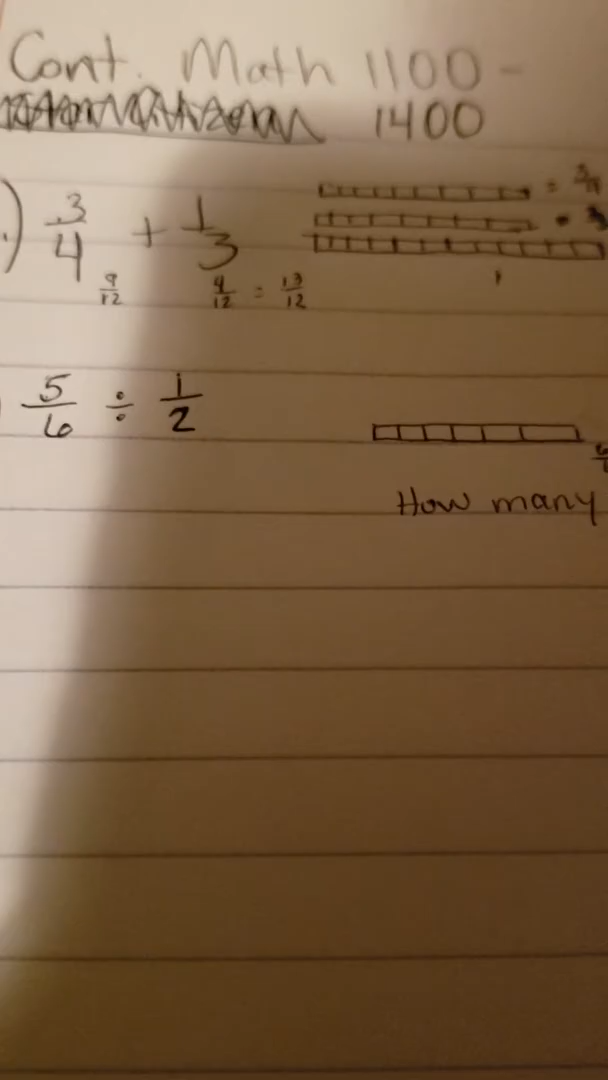 Cont. Math 1100 -
1400
.) 3/4 + 1/3
9/12 4/12 = 13/12
5/6 ÷ 1/2
How many